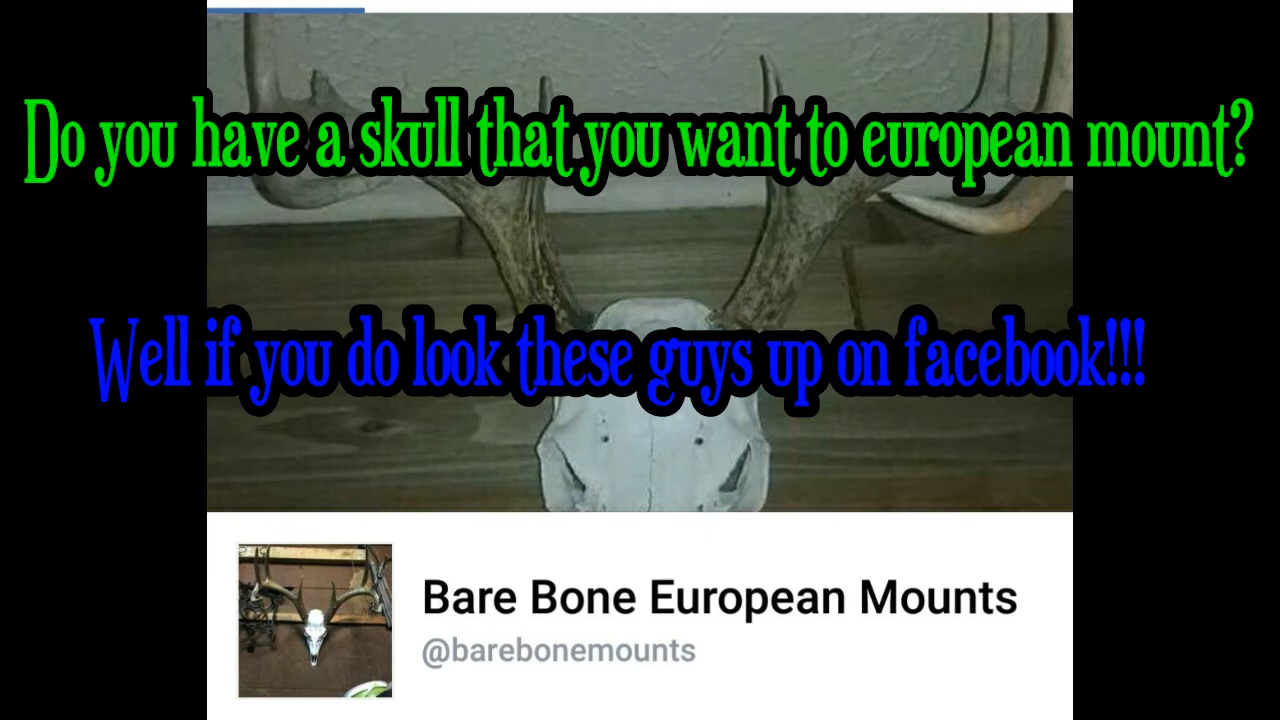 Do you have a skull that you want to european mount?
Well if you do look these guys up on facebook!!!
Bare Bone European Mounts
@barebonemounts